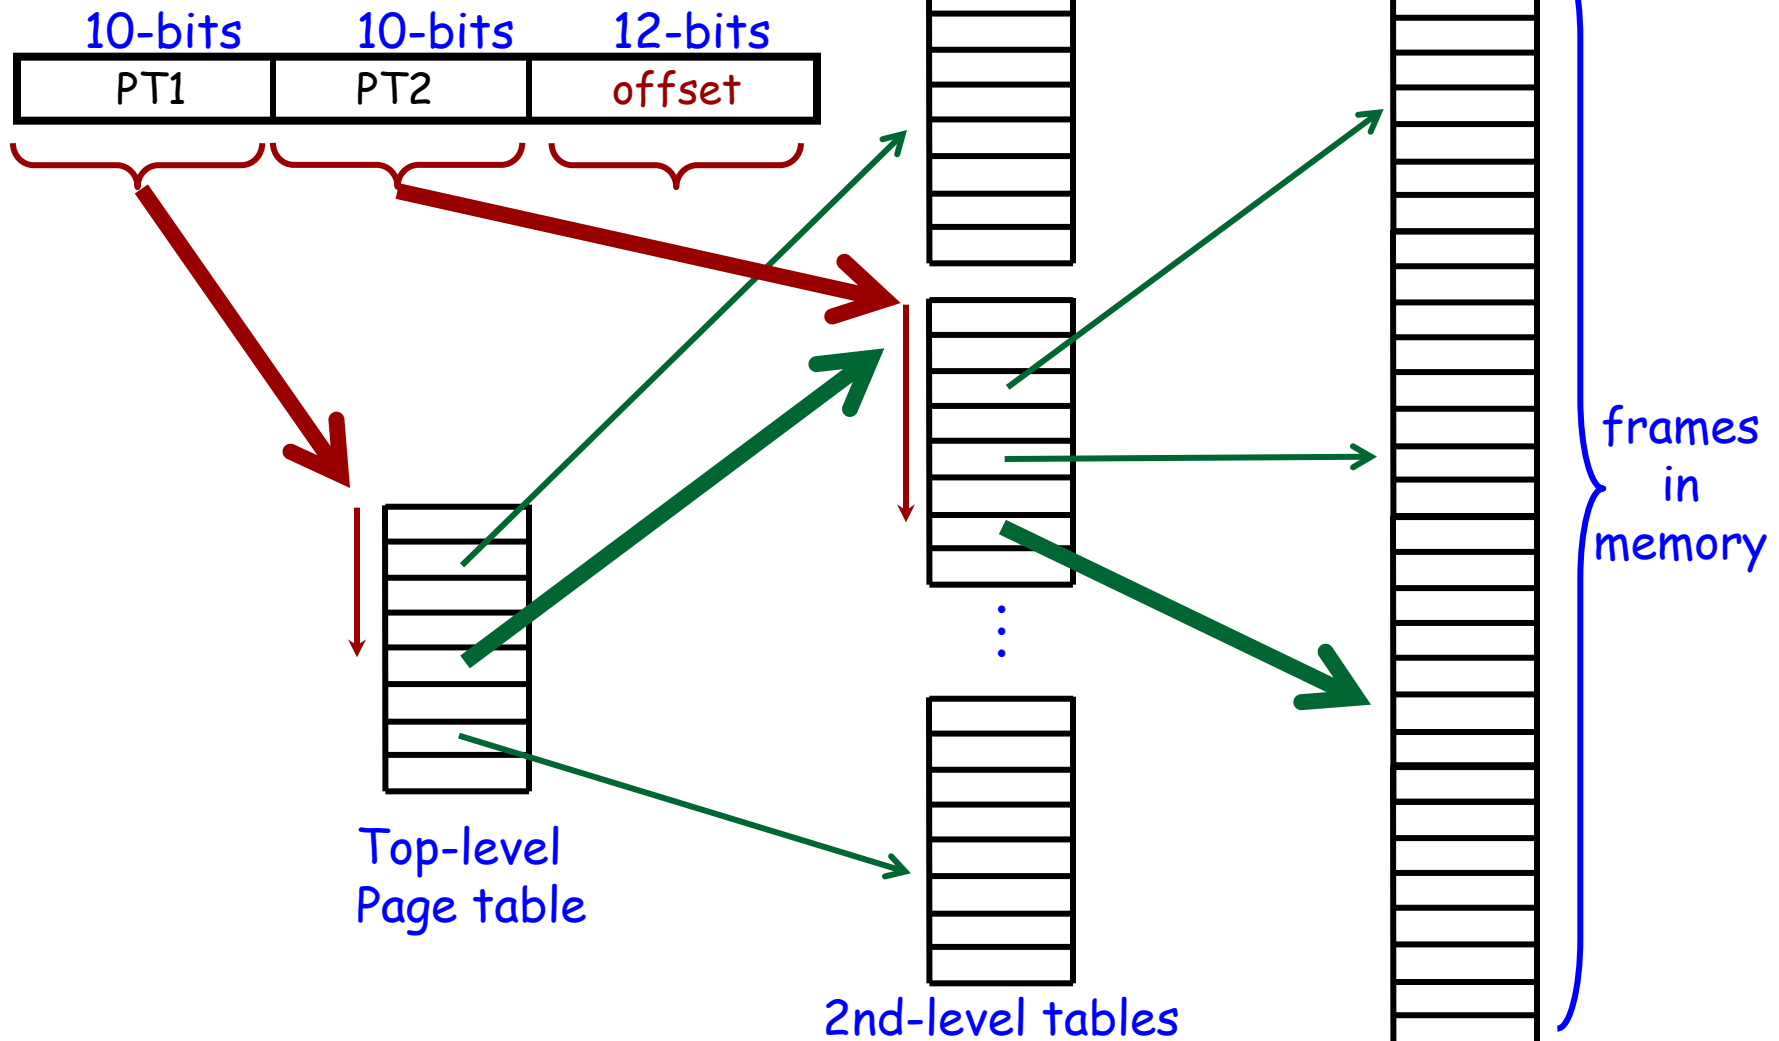 10-bits 10-bits 12-bits
PT1 PT2 offset
frames
in
memory
Top-level
Page table
2nd-level tables